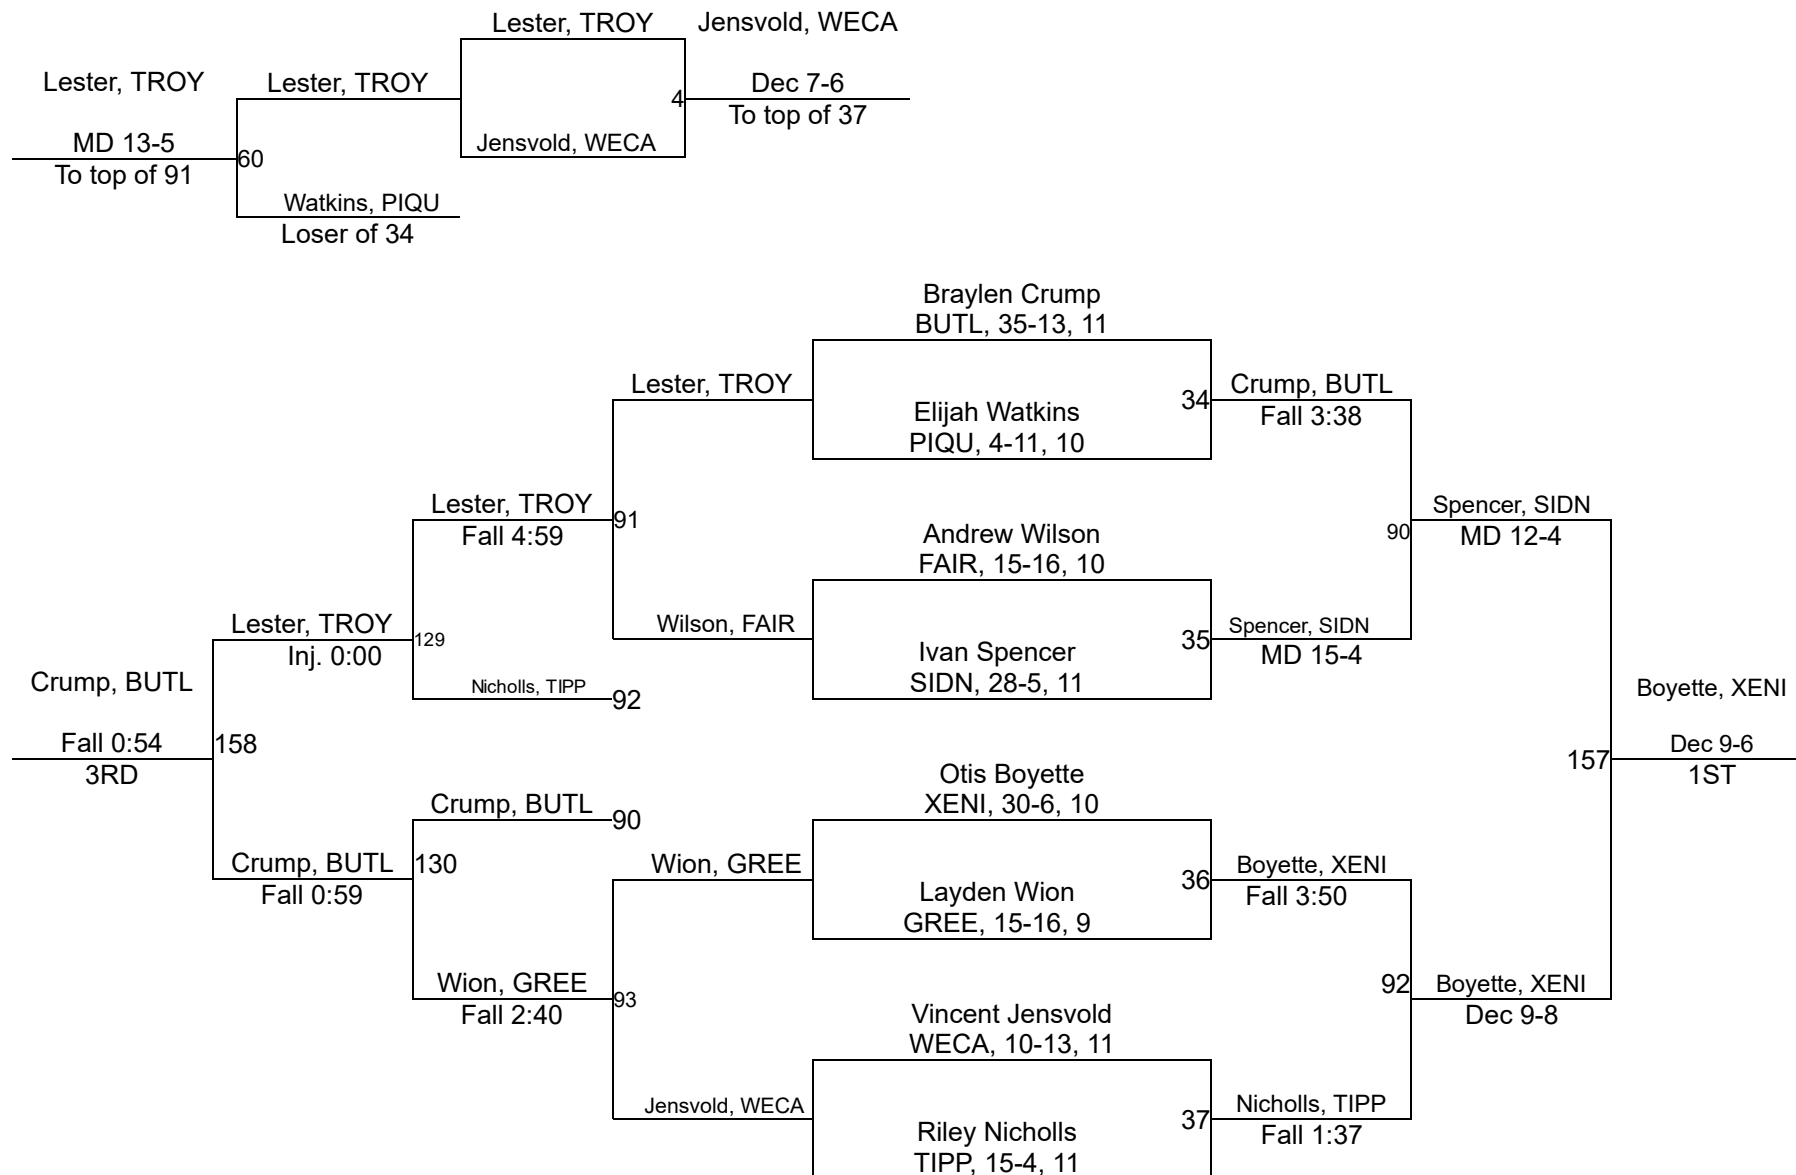 Lester, TROY
Jensvold, WECA
Lester, TROY
Lester, TROY
Dec 7-6
4
To top of 37
MD 13-5
Jensvold, WECA
60
To top of 91
Watkins, PIQU
Loser of 34
Braylen Crump
BUTL, 35-13, 11
Lester, TROY
Crump, BUTL
34
Elijah Watkins
Fall 3:38
PIQU, 4-11, 10
Lester, TROY
Spencer, SIDN
91
90
Fall 4:59
MD 12-4
Andrew Wilson
FAIR, 15-16, 10
Lester, TROY
Wilson, FAIR
Spencer, SIDN
129
35
Inj. 0:00
Ivan Spencer
MD 15-4
SIDN, 28-5, 11
Crump, BUTL
Nicholls, TIPP
92
Boyette, XENI
Fall 0:54
158
157
Dec 9-6
3RD
1ST
Otis Boyette
XENI, 30-6, 10
Crump, BUTL
90
Crump, BUTL
130
Wion, GREE
Boyette, XENI
36
Fall 0:59
Layden Wion
Fall 3:50
GREE, 15-16, 9
Wion, GREE
93
92
Boyette, XENI
Fall 2:40
Dec 9-8
Vincent Jensvold
WECA, 10-13, 11
Jensvold, WECA
Nicholls, TIPP
37
Riley Nicholls
Fall 1:37
TIPP, 15-4, 11